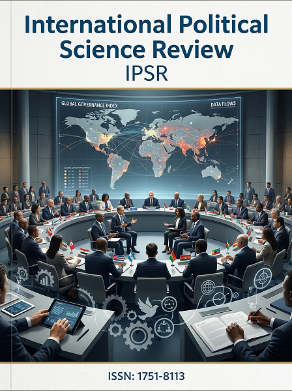 International Political
Science Review
IPSR
GLOBAL GOVERNANCE INDEX
DATA FLOWS
ISSN: 1751-8113